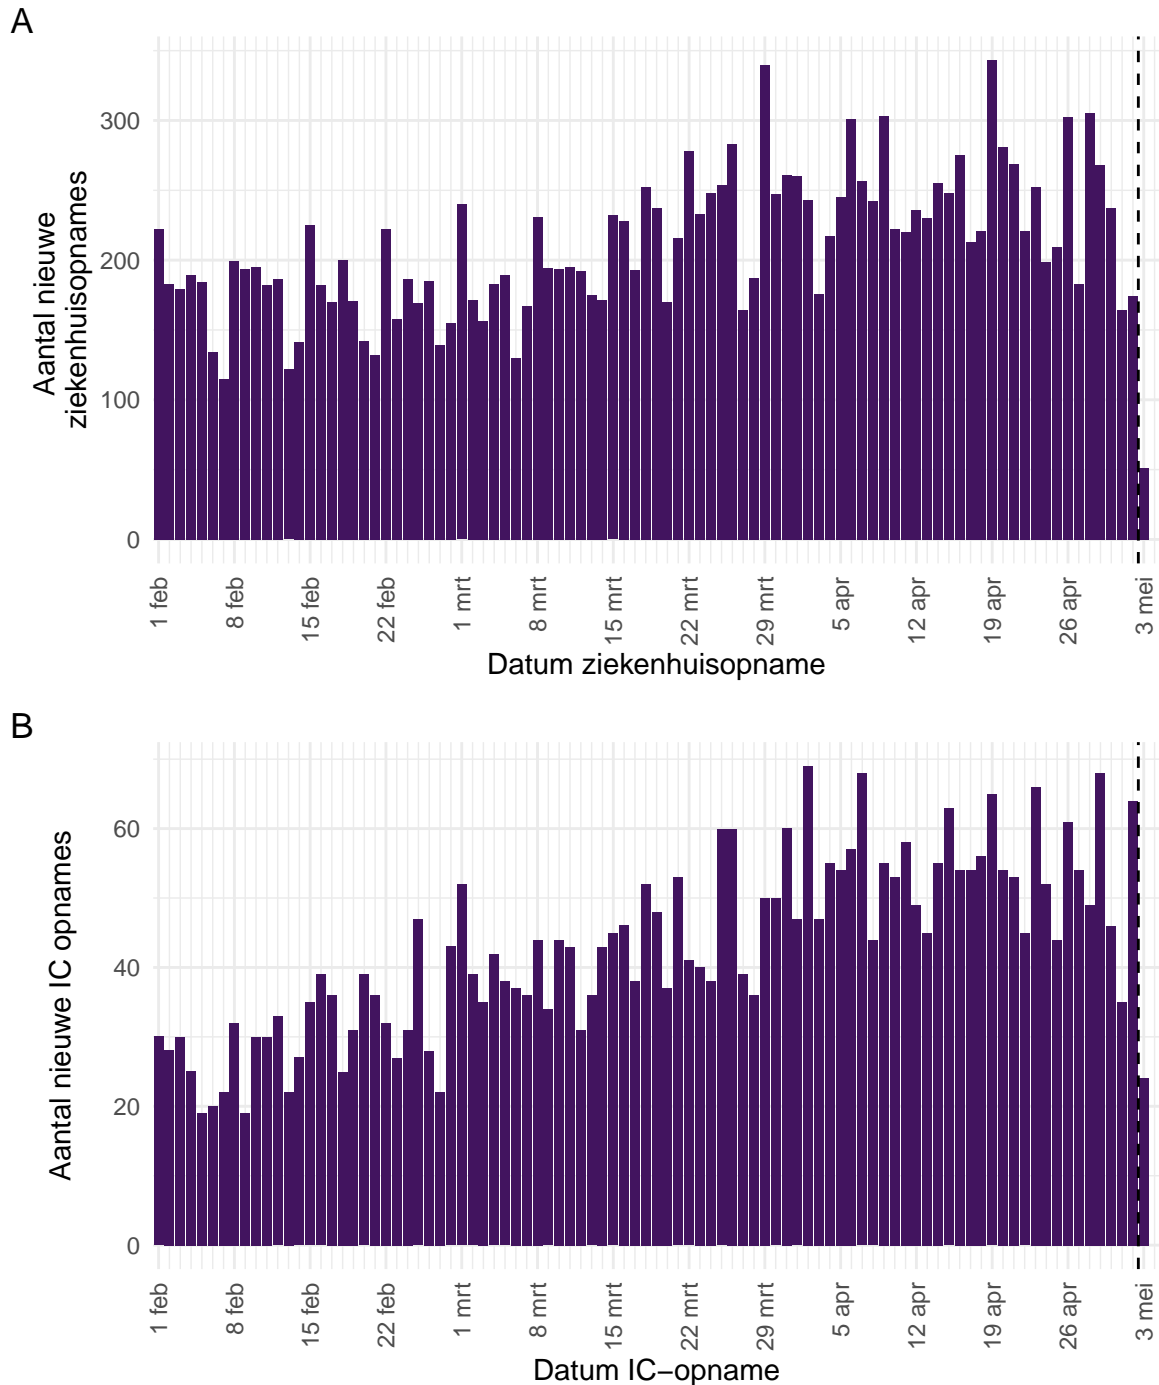 A
Aantal nieuwe
ziekenhuisopnames
300
200
100
0
1 feb
8 feb
15 feb
22 feb
1 mrt
8 mrt
15 mrt
22 mrt
29 mrt
5 apr
12 apr
19 apr
26 apr
3 mei
Datum ziekenhuisopname
B
Aantal nieuwe IC opnames
60
40
20
0
1 feb
8 feb
15 feb
22 feb
1 mrt
8 mrt
15 mrt
22 mrt
29 mrt
5 apr
12 apr
19 apr
26 apr
3 mei
Datum IC−opname